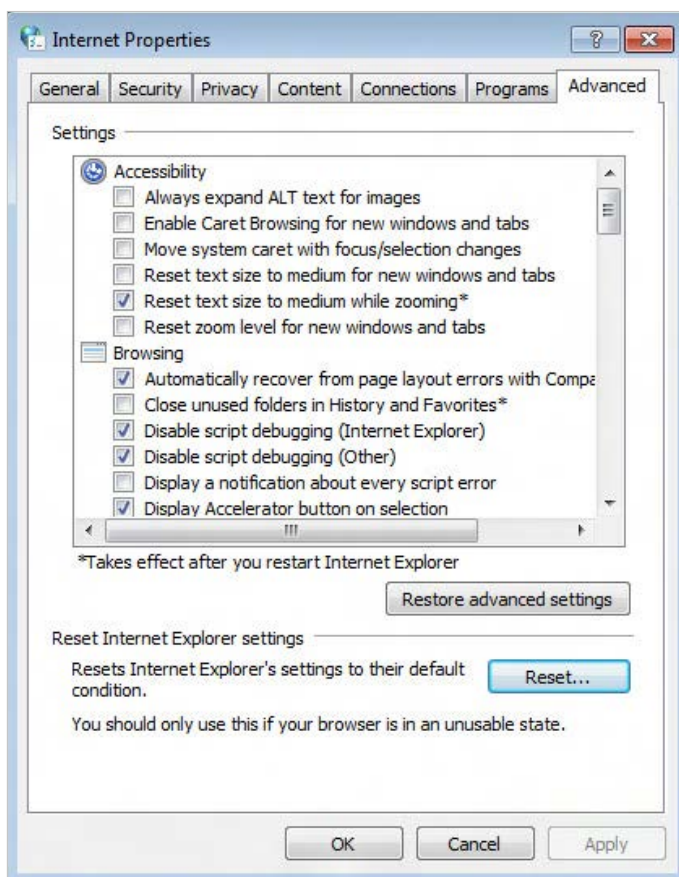 Internet Properties
General Security Privacy Content Connections Programs Advanced
Settings
Accessibility
Always expand ALT text for images
Enable Caret Browsing for new windows and tabs
Move system caret with focus/selection changes
Reset text size to medium for new windows and tabs
Reset text size to medium while zooming*
Reset zoom level for new windows and tabs
Browsing
Automatically recover from page layout errors with Compa
Close unused folders in History and Favorites*
Disable script debugging (Internet Explorer)
Disable script debugging (Other)
Display a notification about every script error
Display Accelerator button on selection
*Takes effect after you restart Internet Explorer
Restore advanced settings
Reset Internet Explorer settings
Resets Internet Explorer's settings to their default
condition.
Reset...
You should only use this if your browser is in an unusable state.
OK Cancel Apply